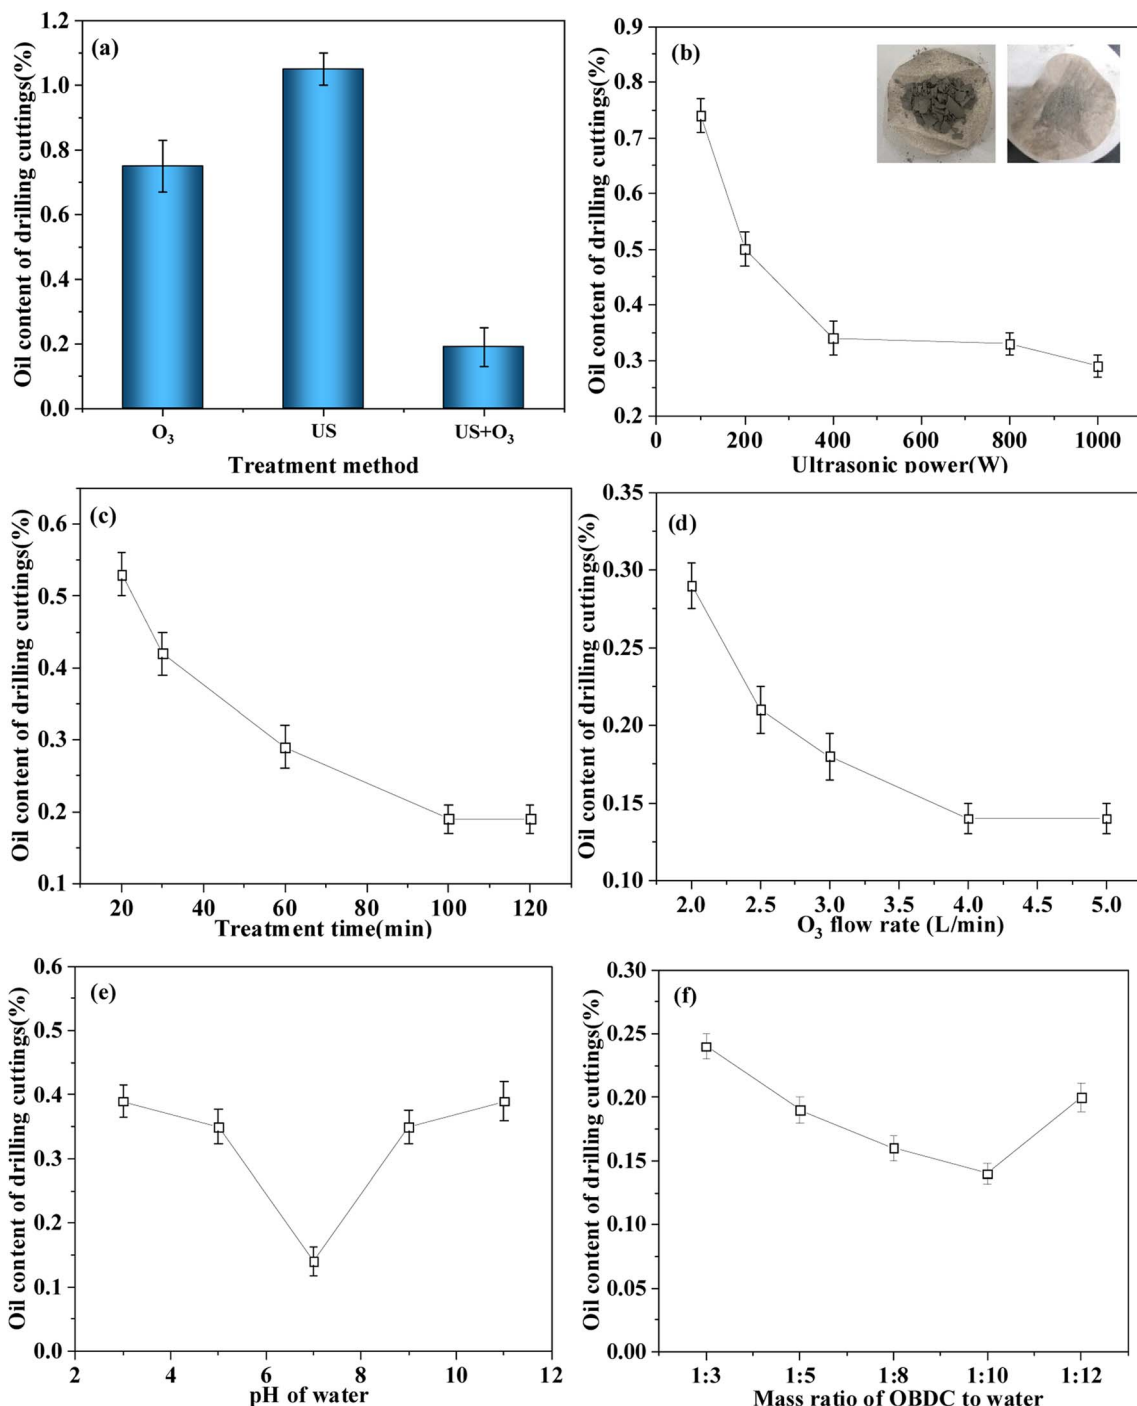 (a)
Oil content of drilling cuttings(%)
1.2
1.0
0.8
0.6
0.4
0.2
0.0
O₃ US US+O₃
Treatment method
(b)
Oil content of drilling cuttings(%)
0.9
0.8
0.7
0.6
0.5
0.4
0.3
0.2
0 200 400 600 800 1000
Ultrasonic power(W)
(c)
Oil content of drilling cuttings(%)
0.6
0.5
0.4
0.3
0.2
0.1
20 40 60 80 100 120
Treatment time(min)
(d)
Oil content of drilling cuttings(%)
0.35
0.30
0.25
0.20
0.15
0.10
2.0 2.5 3.0 3.5 4.0 4.5 5.0
O₃ flow rate (L/min)
(e)
Oil content of drilling cuttings(%)
0.6
0.5
0.4
0.3
0.2
0.1
0.0
2 4 6 8 10 12
pH of water
(f)
Oil content of drilling cuttings(%)
0.30
0.25
0.20
0.15
0.10
0.05
0.00
1:3 1:5 1:8 1:10 1:12
Mass ratio of OBDC to water